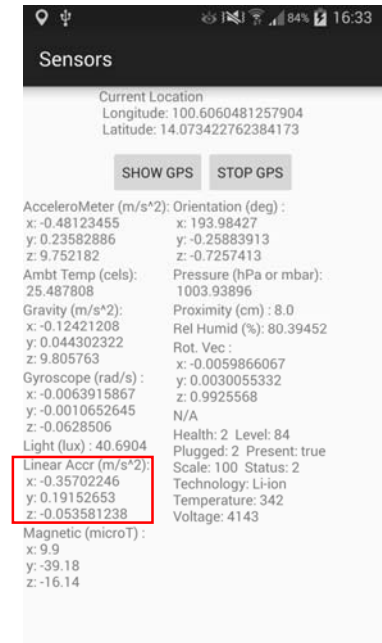 84% 16:33
Sensors
Current Location
Longitude: 100.6060481257904
Latitude: 14.073422762384173
SHOW GPS STOP GPS
AcceleroMeter (m/s^2):
x: -0.48123455
y: 0.23582886
z: 9.752182
Ambt Temp (cels):
25.487808
Gravity (m/s^2):
x: -0.12421208
y: 0.044302322
z: 9.805763
Gyroscope (rad/s) :
x: -0.0063915867
y: -0.0010652645
z: -0.0628506
Light (lux) : 40.6904
Linear Accr (m/s^2):
x: -0.35702246
y: 0.19152653
z: -0.053581238
Magnetic (microT) :
x: 9.9
y: -39.18
z: -16.14
Orientation (deg) :
x: 193.98427
y: -0.25883913
z: -0.7257413
Pressure (hPa or mbar):
1003.93896
Proximity (cm) : 8.0
Rel Humid (%): 80.39452
Rot. Vec :
x: -0.0059866067
y: 0.0030055332
z: 0.9925568
N/A
Health: 2 Level: 84
Plugged: 2 Present: true
Scale: 100 Status: 2
Technology: Li-ion
Temperature: 342
Voltage: 4143